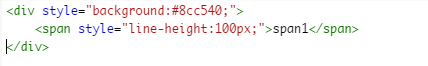 <div style="background:#8cc540;">
<span style="line-height:100px;">span1</span>
</div>